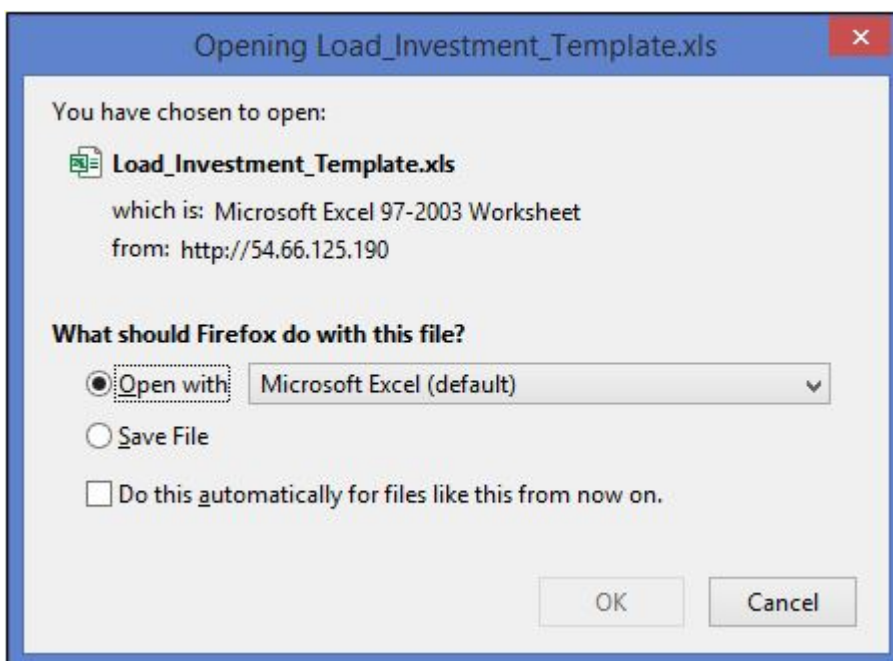 Opening Load_Investment_Template.xls
You have chosen to open:
Load_Investment_Template.xls
which is: Microsoft Excel 97-2003 Worksheet
from: http://54.66.125.190
What should Firefox do with this file?
Open with Microsoft Excel (default)
Save File
Do this automatically for files like this from now on.
OK Cancel